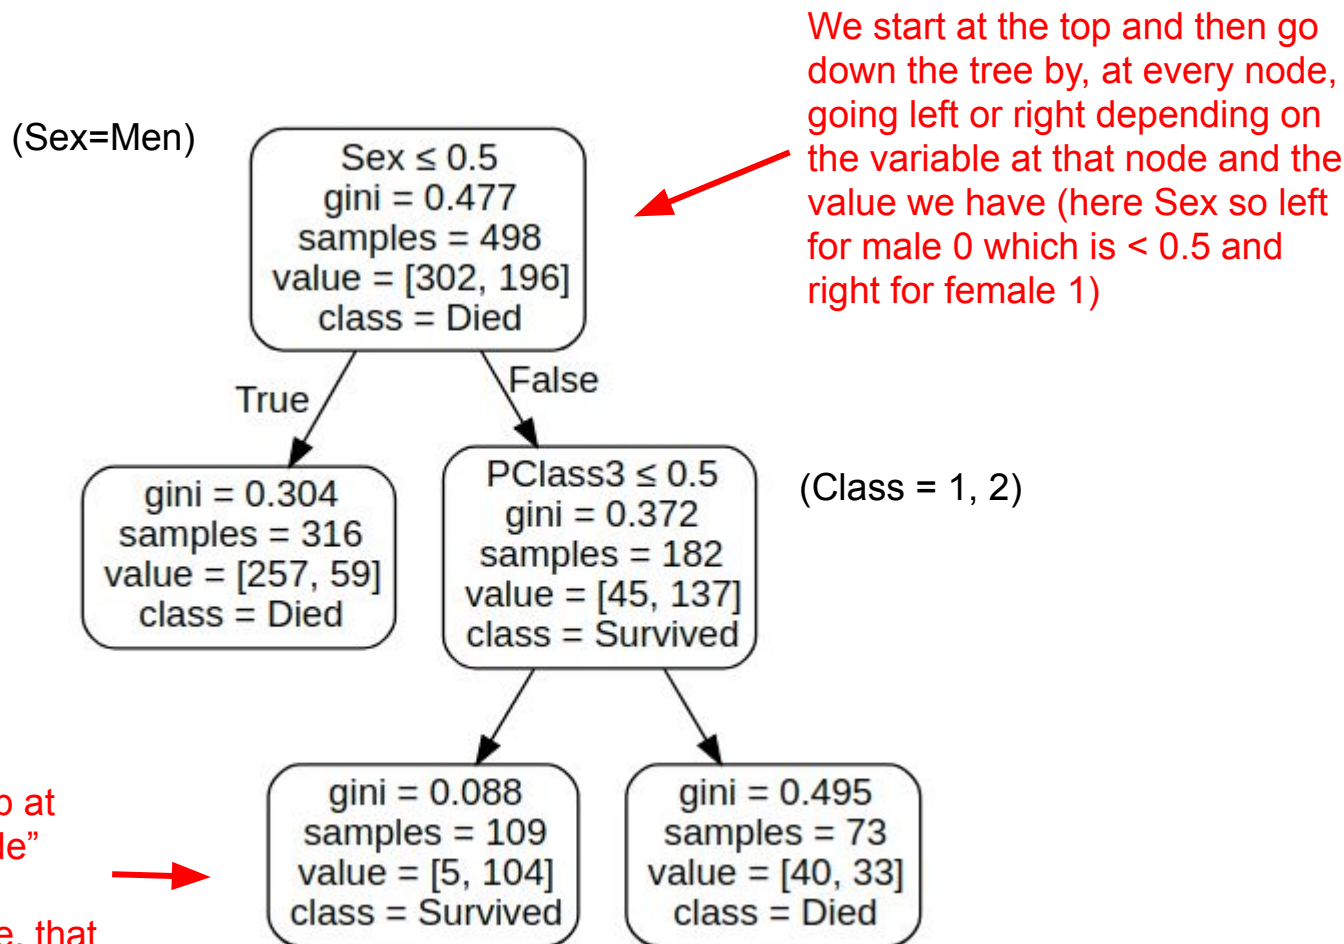 We start at the top and then go
down the tree by, at every node,
going left or right depending on
the variable at that node and the
value we have (here Sex so left
for male 0 which is < 0.5 and
right for female 1)
(Sex=Men)
Sex ≤ 0.5
gini = 0.477
samples = 498
value = [302, 196]
class = Died
True
False
gini = 0.304
samples = 316
value = [257, 59]
class = Died
PClass3 ≤ 0.5
gini = 0.372
samples = 182
value = [45, 137]
class = Survived
(Class = 1, 2)
at
gini = 0.088
samples = 109
value = [5, 104]
class = Survived
gini = 0.495
samples = 73
value = [40, 33]
class = Died
that